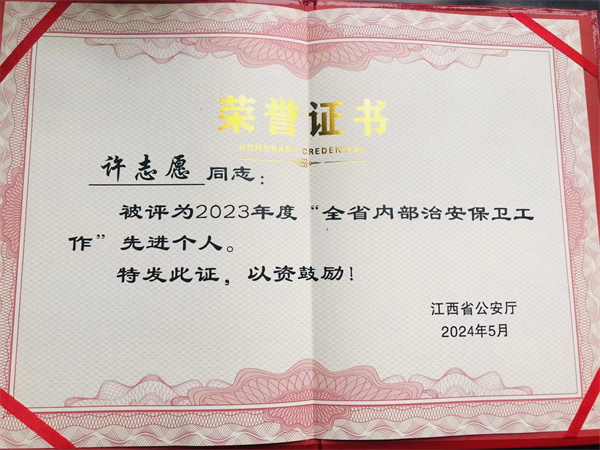 荣誉证书
HONORARY CREDENTIAL
许志愿同志：
被评为2023年度“全省内部治安保卫工
作”先进个人。
特发此证，以资鼓励！
江西省公安厅
2024年5月